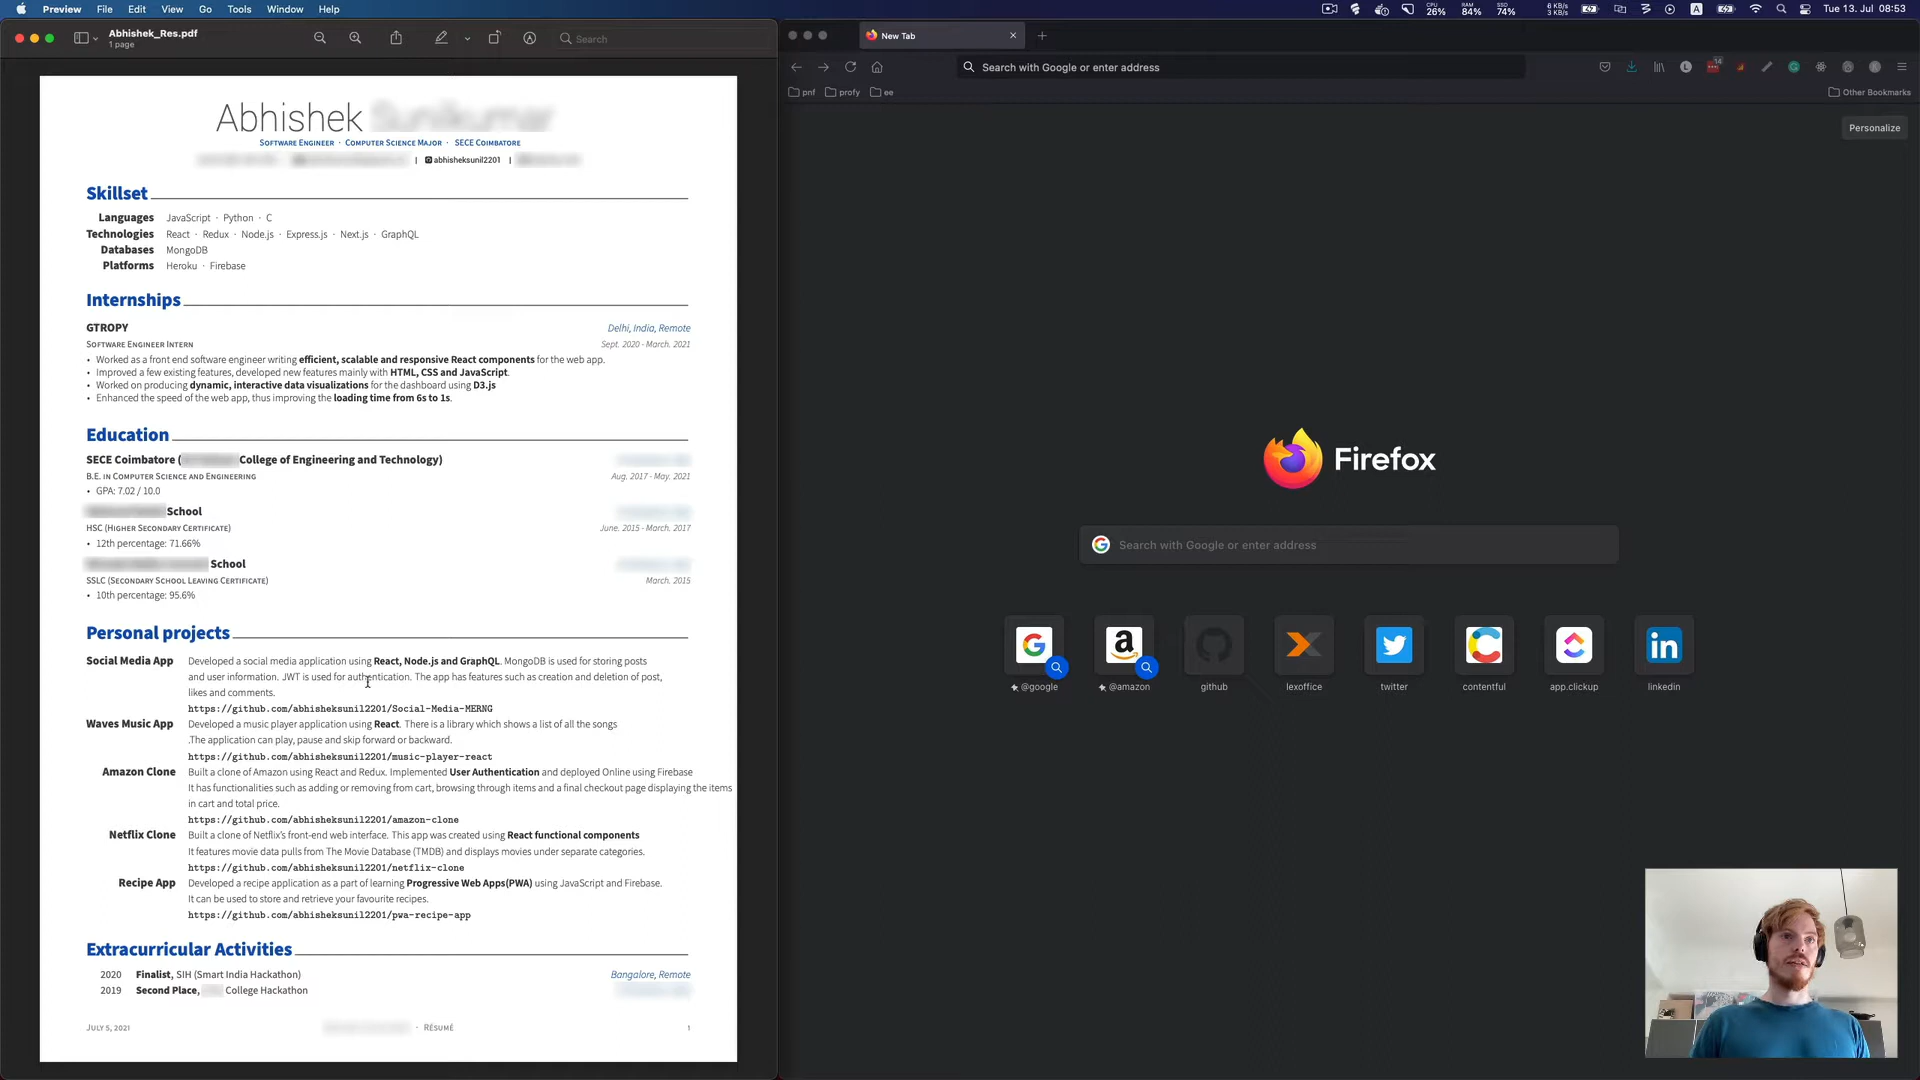 Preview File Edit View Go Tools Window Help
CPU 26% RAM 84% SSD 74% 6 KB/s 3 KB/s A Tue 13. Jul 08:53
Abhishek_Res.pdf
1 page
Search
New Tab
Search with Google or enter address
14
pnf profy ee Other Bookmarks
Personalize
Abhishek
Software Engineer · Computer Science Major · SECE Coimbatore
| abhisheksunil2201 |
Skillset
Languages JavaScript · Python · C
Technologies React · Redux · Node.js · Express.js · Next.js · GraphQL
Databases MongoDB
Platforms Heroku · Firebase
Internships
GTROPY Delhi, India, Remote
Software Engineer Intern Sept. 2020 - March. 2021
• Worked as a front end software engineer writing efficient, scalable and responsive React components for the web app.
• Improved a few existing features, developed new features mainly with HTML, CSS and JavaScript.
• Worked on producing dynamic, interactive data visualizations for the dashboard using D3.js
• Enhanced the speed of the web app, thus improving the loading time from 6s to 1s.
Education
SECE Coimbatore ( College of Engineering and Technology)
B.E. in Computer Science and Engineering Aug. 2017 - May. 2021
• GPA: 7.02 / 10.0
School
HSC (Higher Secondary Certificate) June. 2015 - March. 2017
• 12th percentage: 71.66%
School
SSLC (Secondary School Leaving Certificate) March. 2015
• 10th percentage: 95.6%
Personal projects
Social Media App Developed a social media application using React, Node.js and GraphQL. MongoDB is used for storing posts
and user information. JWT is used for authentication. The app has features such as creation and deletion of post,
likes and comments.
https://github.com/abhisheksunil2201/Social-Media-MERNG
Waves Music App Developed a music player application using React. There is a library which shows a list of all the songs
.The application can play, pause and skip forward or backward.
https://github.com/abhisheksunil2201/music-player-react
Amazon Clone Built a clone of Amazon using React and Redux. Implemented User Authentication and deployed Online using Firebase
It has functionalities such as adding or removing from cart, browsing through items and a final checkout page displaying the items
in cart and total price.
https://github.com/abhisheksunil2201/amazon-clone
Netflix Clone Built a clone of Netflix's front-end web interface. This app was created using React functional components
It features movie data pulls from The Movie Database (TMDB) and displays movies under separate categories.
https://github.com/abhisheksunil2201/netflix-clone
Recipe App Developed a recipe application as a part of learning Progressive Web Apps(PWA) using JavaScript and Firebase.
It can be used to store and retrieve your favourite recipes.
https://github.com/abhisheksunil2201/pwa-recipe-app
Extracurricular Activities
2020 Finalist, SIH (Smart India Hackathon) Bangalore, Remote
2019 Second Place, College Hackathon
July 5, 2021 · Résumé 1
Firefox
Search with Google or enter address
@google @amazon github lexoffice twitter contentful app.clickup linkedin